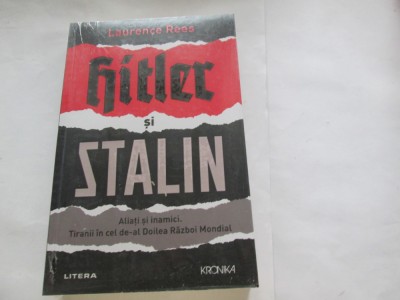 Laurence Rees
Hitler
și
STALIN
Aliați și inamici.
Tiranii în cel de-al Doilea Război Mondial
LITERA
KRONIKA